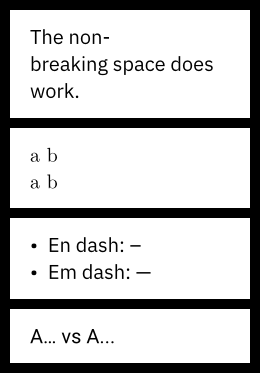 The non-
breaking space does
work.
a b
a b
• En dash: –
• Em dash: —
A… vs A...